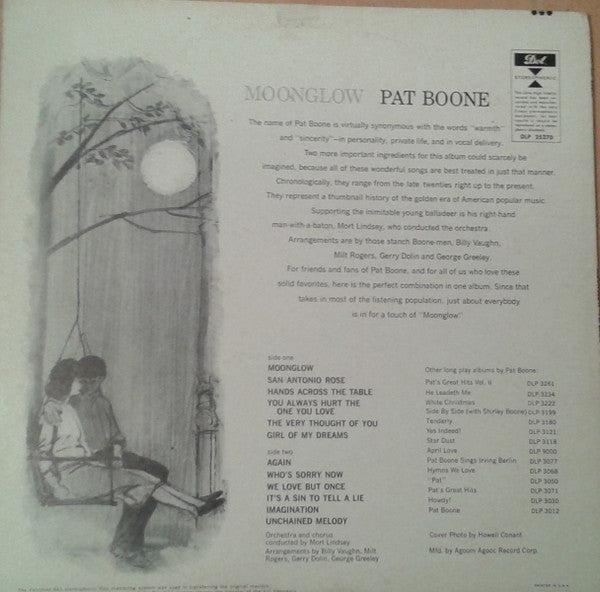 MOONGLOW PAT BOONE
Dot
STEREOPHONIC
DLP 25270
The name of Pat Boone is virtually synonymous with the words "warmth"
and "sincerity"—in personality, private life, and in vocal delivery.
Two more important ingredients for this album could scarcely be
imagined, because all of these wonderful songs are best treated in just that manner.
Chronologically, they range from the late twenties right up to the present.
They represent a thumbnail history of the golden era of American popular music.
Supporting the inimitable young balladeer is his right-hand
man-with-a-baton, Mort Lindsey, who conducted the orchestra.
Arrangements are by those stanch Boone-men, Billy Vaughn,
Milt Rogers, Gerry Dolin and George Greeley.
For friends and fans of Pat Boone, and for all of us who love these
solid favorites, here is the perfect combination in one album. Since that
takes in most of the listening population, just about everybody
is in for a touch of "Moonglow."
side one
MOONGLOW
SAN ANTONIO ROSE
HANDS ACROSS THE TABLE
YOU ALWAYS HURT THE
ONE YOU LOVE
THE VERY THOUGHT OF YOU
GIRL OF MY DREAMS
side two
AGAIN
WHO'S SORRY NOW
WE LOVE BUT ONCE
IT'S A SIN TO TELL A LIE
IMAGINATION
UNCHAINED MELODY
Orchestra and chorus
conducted by Mort Lindsey
Arrangements by Billy Vaughn, Milt
Rogers, Gerry Dolin, George Greeley
Other long play albums by Pat Boone:
Pat's Great Hits Vol. II DLP 3261
He Leadeth Me DLP 3234
White Christmas DLP 3222
Side By Side (with Shirley Boone) DLP 3199
Tenderly DLP 3180
Yes Indeed! DLP 3121
Star Dust DLP 3118
April Love DLP 9000
Pat Boone Sings Irving Berlin DLP 3077
Hymns We Love DLP 3068
"Pat" DLP 3050
Pat's Great Hits DLP 3071
Howdy! DLP 3030
Pat Boone DLP 3012
Cover Photo by Howell Conant
Mfd. by Agoom Agooc Record Corp.
PRINTED IN U.S.A.